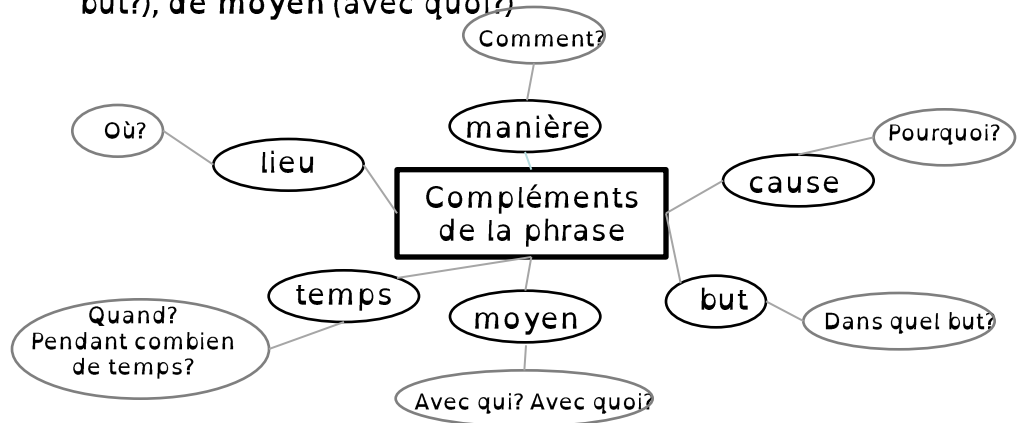 but?), de moyen (avec quoi?)
Comment?
manière
Où?
lieu
Pourquoi?
cause
Compléments
de la phrase
temps
Quand?
Pendant combien
de temps?
moyen
Avec qui? Avec quoi?
but
Dans quel but?